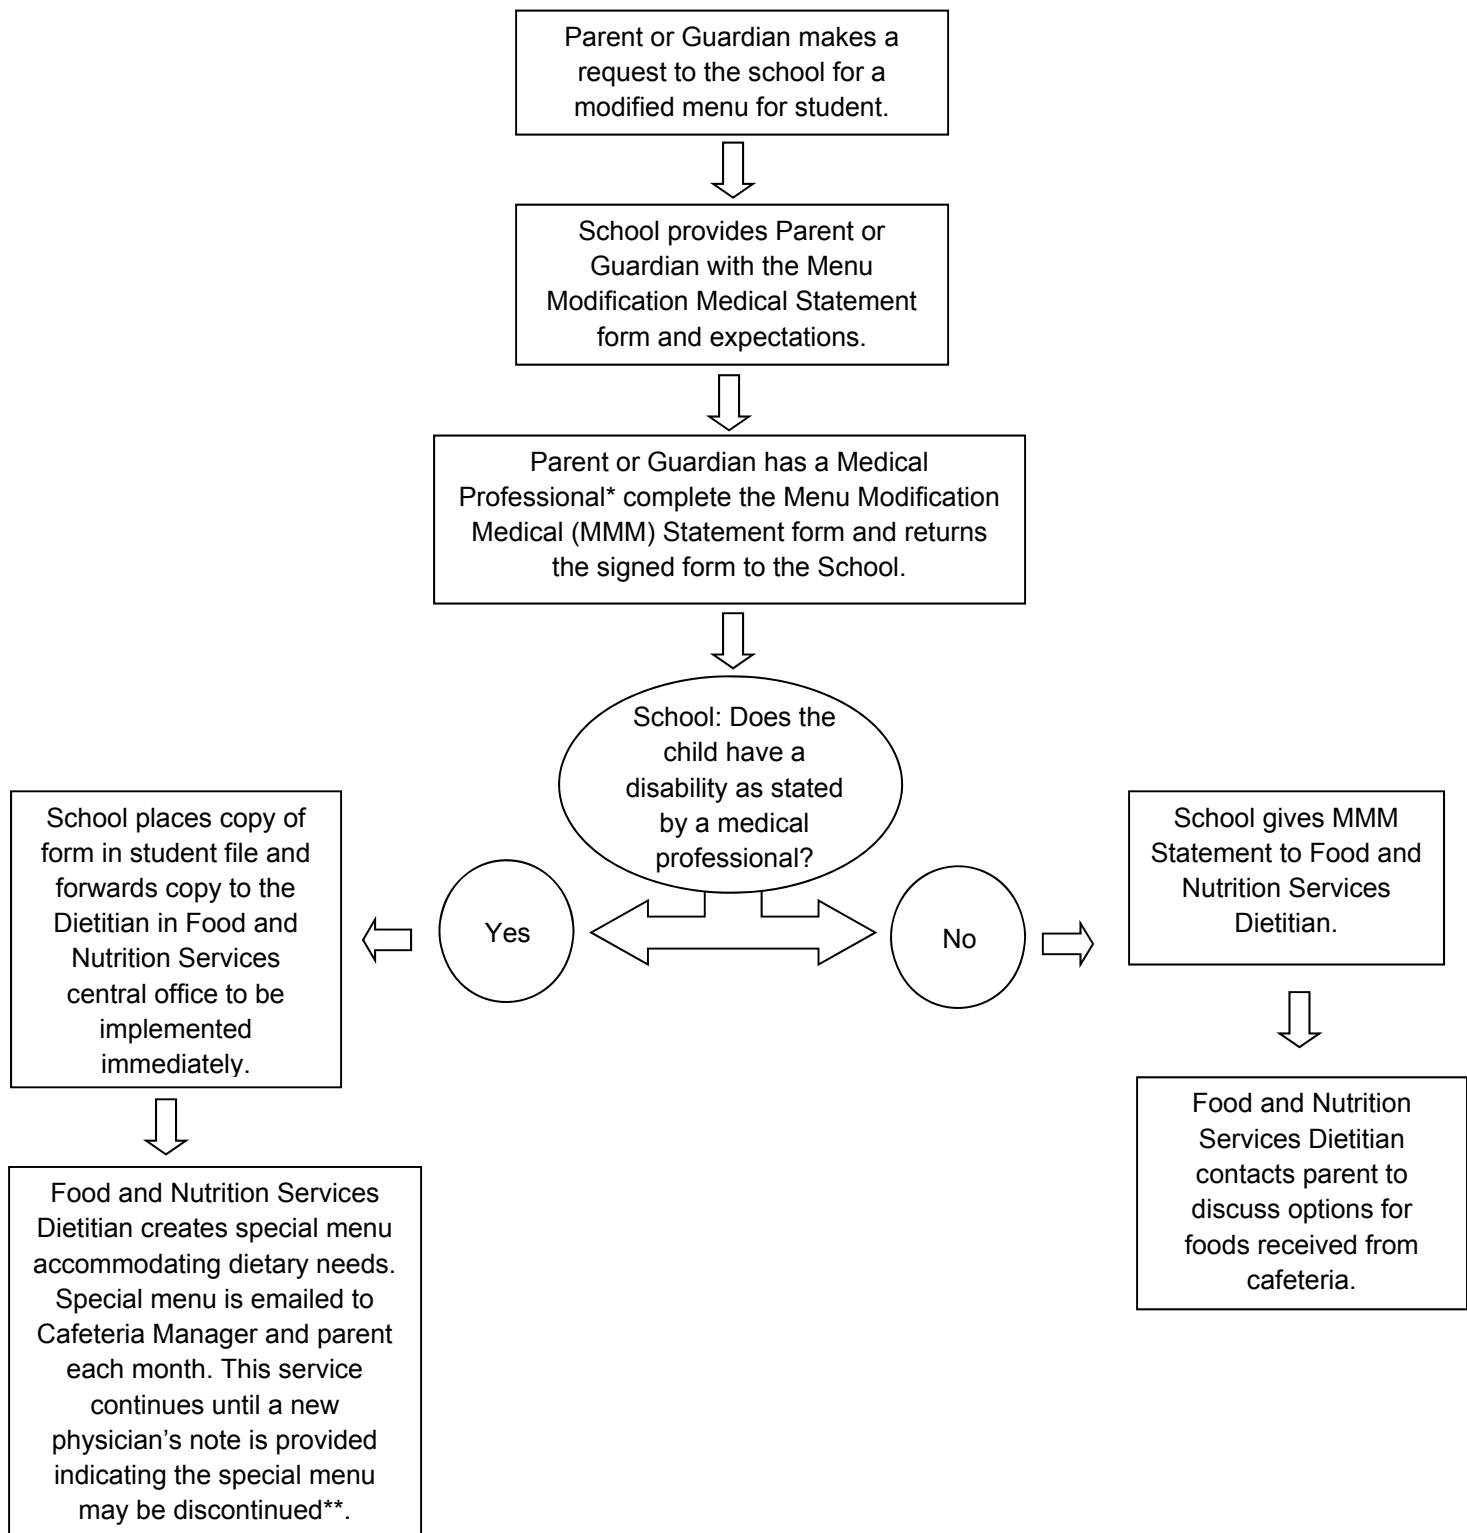 Parent or Guardian makes a
request to the school for a
modified menu for student.
School provides Parent or
Guardian with the Menu
Modification Medical Statement
form and expectations.
Parent or Guardian has a Medical
Professional* complete the Menu Modification
Medical (MMM) Statement form and returns
the signed form to the School.
School: Does the
child have a
disability as stated
by a medical
professional?
Yes
No
School places copy of
form in student file and
forwards copy to the
Dietitian in Food and
Nutrition Services
central office to be
implemented
immediately.
Food and Nutrition Services
Dietitian creates special menu
accommodating dietary needs.
Special menu is emailed to
Cafeteria Manager and parent
each month. This service
continues until a new
physician’s note is provided
indicating the special menu
may be discontinued**.
School gives MMM
Statement to Food and
Nutrition Services
Dietitian.
Food and Nutrition
Services Dietitian
contacts parent to
discuss options for
foods received from
cafeteria.